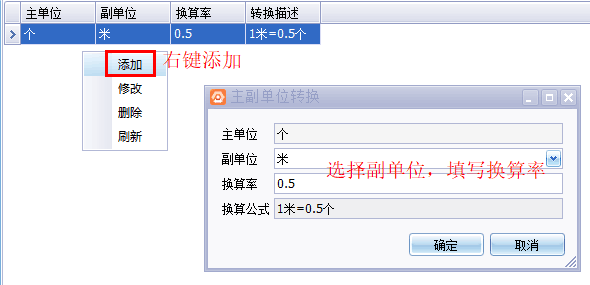 主单位 副单位 换算率 转换描述
个 米 0.5 1米=0.5个
添加 右键添加
修改
删除
刷新
主副单位转换
主单位 个
副单位 米
选择副单位，填写换算率
换算率 0.5
换算公式 1米=0.5个
确定 取消